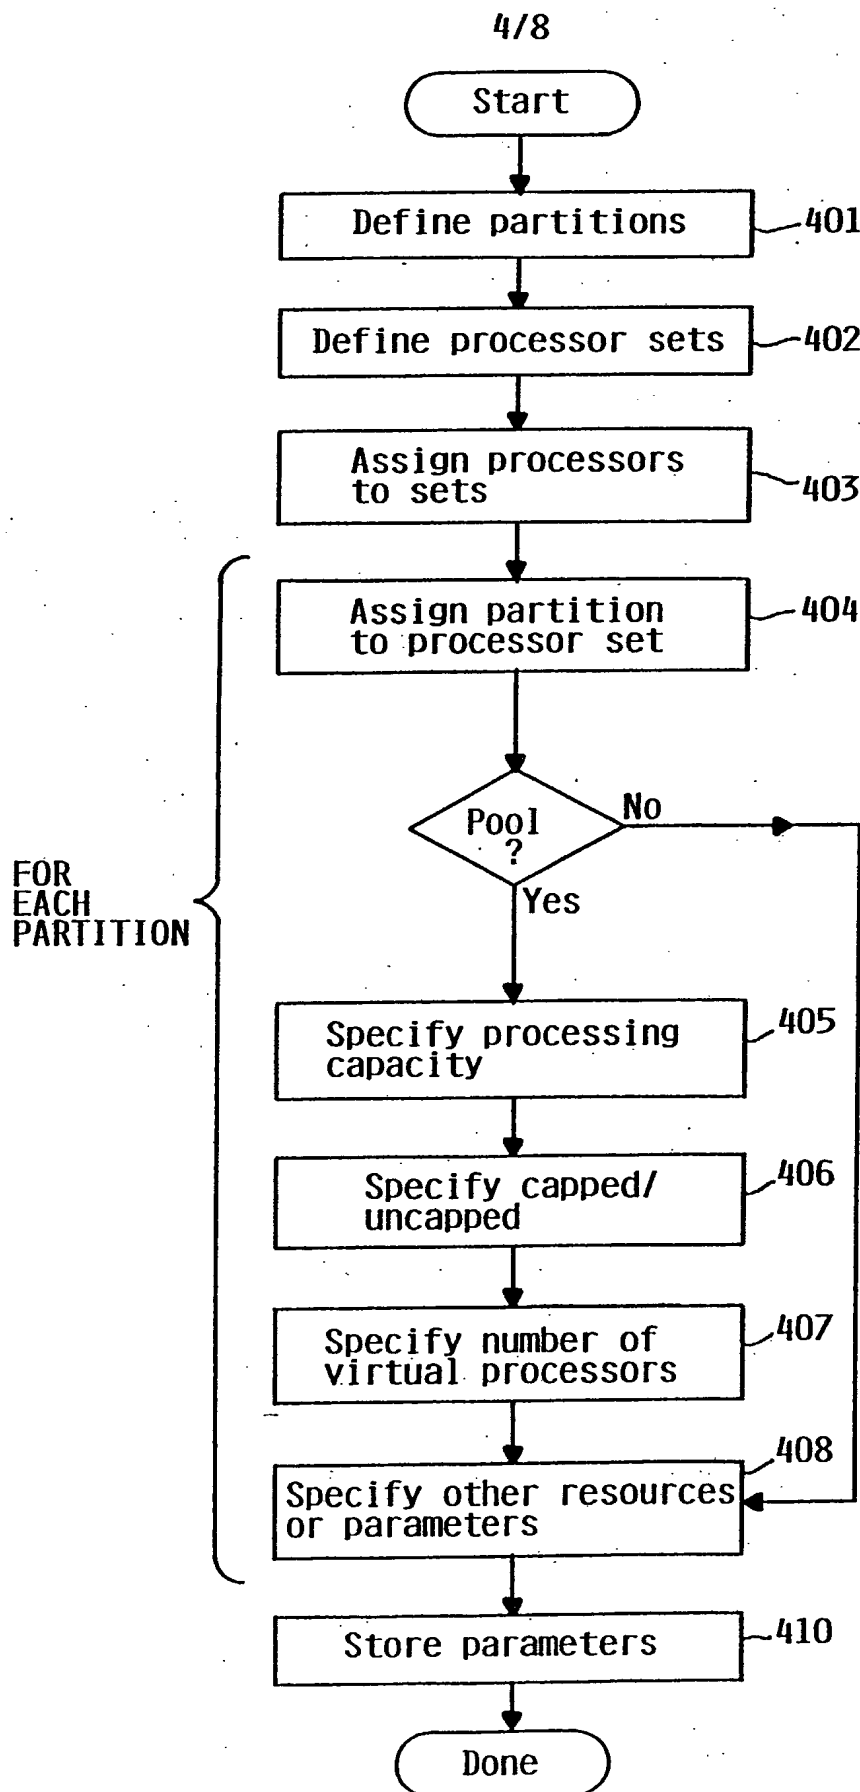 4/8
Start
Define partitions
401
Define processor sets
402
Assign processors
to sets
403
Assign partition
to processor set
404
Pool
?
No
Yes
FOR
EACH
PARTITION
Specify processing
capacity
405
Specify capped/
uncapped
406
Specify number of
virtual processors
407
Specify other resources
or parameters
408
Store parameters
410
Done